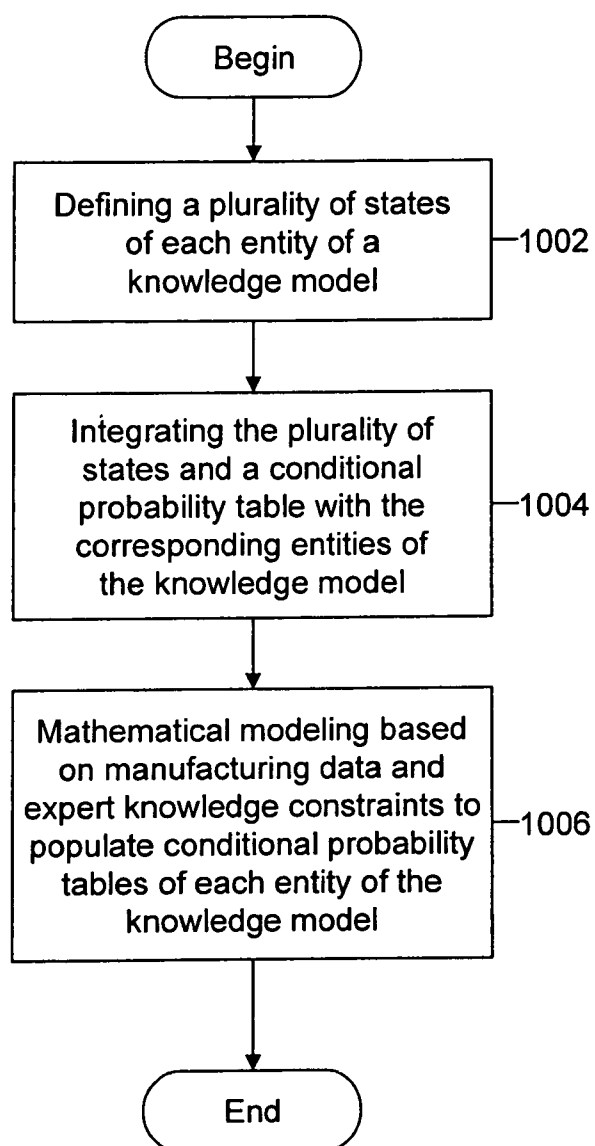 Begin
Defining a plurality of states
of each entity of a
knowledge model
1002
Integrating the plurality of
states and a conditional
probability table with the
corresponding entities of
the knowledge model
1004
Mathematical modeling based
on manufacturing data and
expert knowledge constraints to
populate conditional probability
tables of each entity of the
knowledge model
1006
End